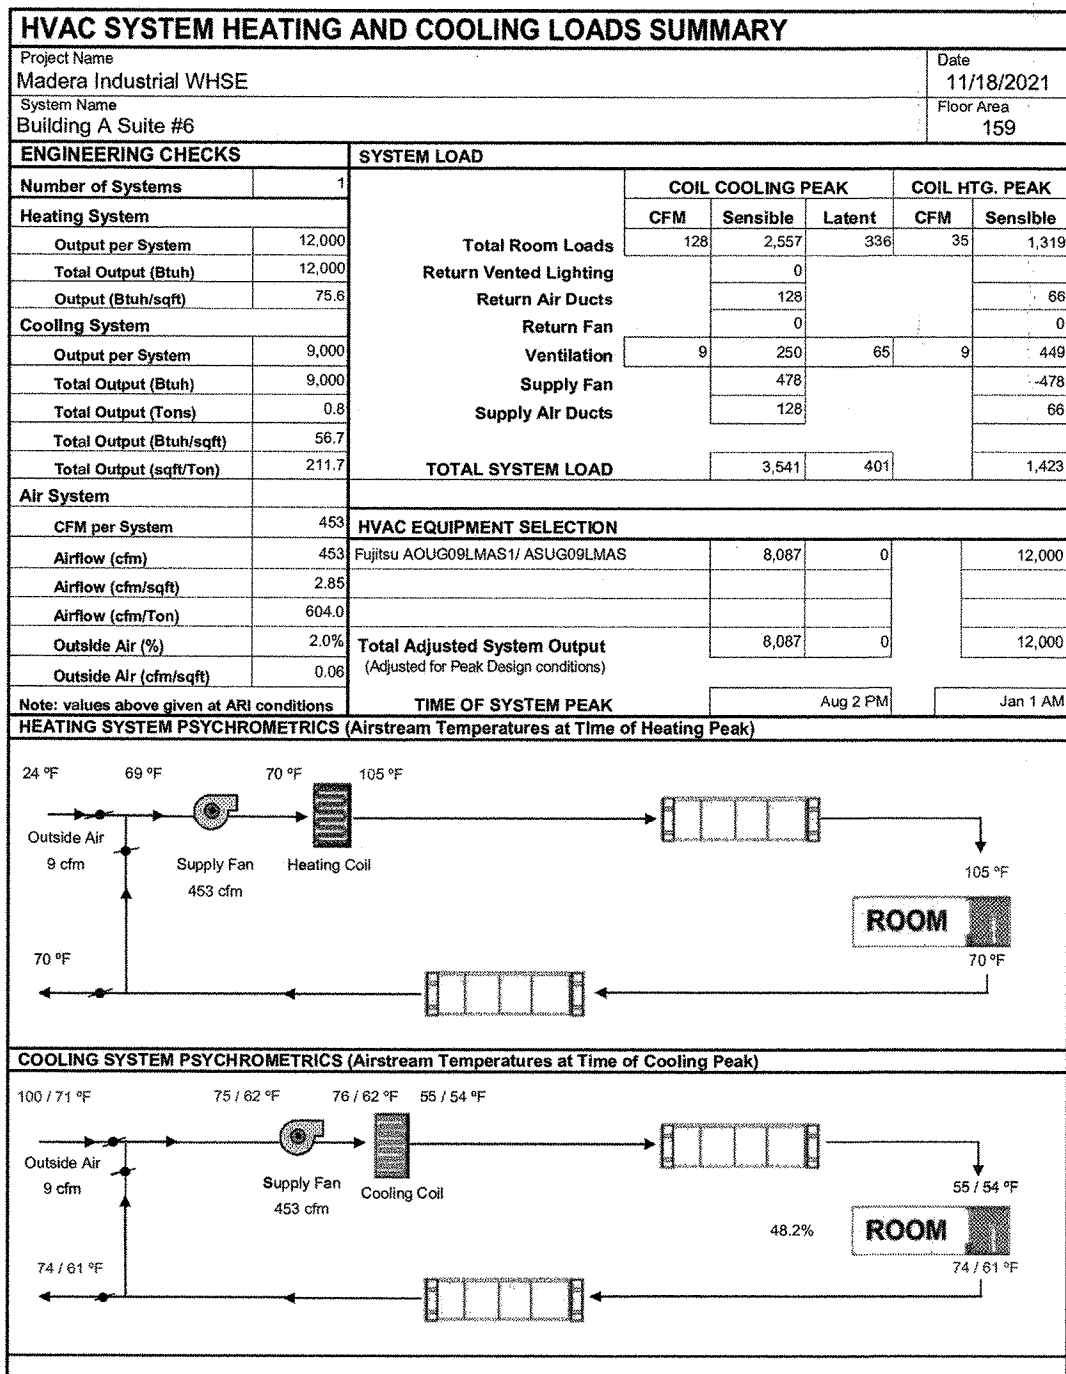 HVAC SYSTEM HEATING AND COOLING LOADS SUMMARY
Project Name
Madera Industrial WHSE
Date
11/18/2021
System Name
Building A Suite #6
Floor Area
159
ENGINEERING CHECKS
SYSTEM LOAD
Number of Systems 1
COIL COOLING PEAK COIL HTG. PEAK
Heating System
CFM Sensible Latent CFM Sensible
Output per System 12,000
Total Room Loads 128 2,557 336 35 1,319
Total Output (Btuh) 12,000
Return Vented Lighting 0
Output (Btuh/sqft) 75.6
Return Air Ducts 128 66
Cooling System
Return Fan 0 0
Output per System 9,000
Ventilation 9 250 65 9 449
Total Output (Btuh) 9,000
Supply Fan 478 -478
Total Output (Tons) 0.8
Supply Air Ducts 128 66
Total Output (Btuh/sqft) 56.7
Total Output (sqft/Ton) 211.7
TOTAL SYSTEM LOAD 3,541 401 1,423
Air System
CFM per System 453
HVAC EQUIPMENT SELECTION
Airflow (cfm) 453
Fujitsu AOUG09LMAS1/ ASUG09LMAS 8,087 0 12,000
Airflow (cfm/sqft) 2.85
Airflow (cfm/Ton) 604.0
Outside Air (%) 2.0%
Total Adjusted System Output 8,087 0 12,000
(Adjusted for Peak Design conditions)
Outside Air (cfm/sqft) 0.06
Note: values above given at ARI conditions
TIME OF SYSTEM PEAK Aug 2 PM Jan 1 AM
HEATING SYSTEM PSYCHROMETRICS (Airstream Temperatures at Time of Heating Peak)
24 ºF 69 ºF 70 ºF 105 ºF
Outside Air
9 cfm
Supply Fan
453 cfm
Heating Coil
105 ºF
ROOM
70 ºF
70 ºF
COOLING SYSTEM PSYCHROMETRICS (Airstream Temperatures at Time of Cooling Peak)
100 / 71 ºF 75 / 62 ºF 76 / 62 ºF 55 / 54 ºF
Outside Air
9 cfm
Supply Fan
453 cfm
Cooling Coil
55 / 54 ºF
48.2%
ROOM
74 / 61 ºF
74 / 61 ºF